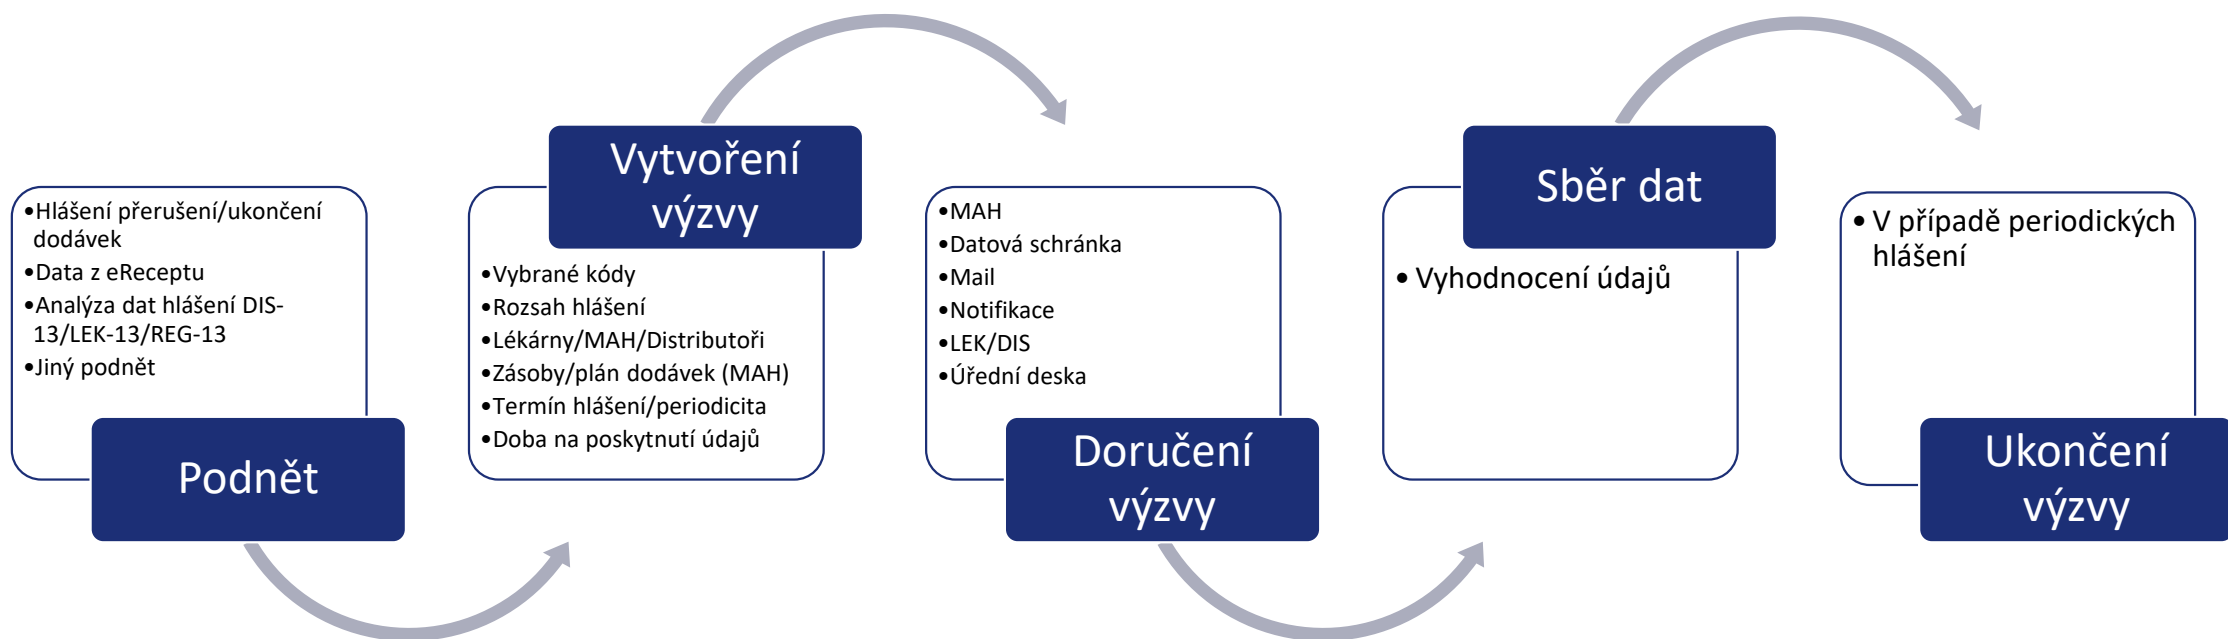 •Hlášení přerušení/ukončení
dodávek
•Data z eReceptu
•Analýza dat hlášení DIS-
13/LEK-13/REG-13
•Jiný podnět
Podnět
Vytvoření
výzvy
•Vybrané kódy
•Rozsah hlášení
•Lékárny/MAH/Distributoři
•Zásoby/plán dodávek (MAH)
•Termín hlášení/periodicita
•Doba na poskytnutí údajů
•MAH
•Datová schránka
•Mail
•Notifikace
•LEK/DIS
•Úřední deska
Doručení
výzvy
Sběr dat
• Vyhodnocení údajů
• V případě periodických
hlášení
Ukončení
výzvy